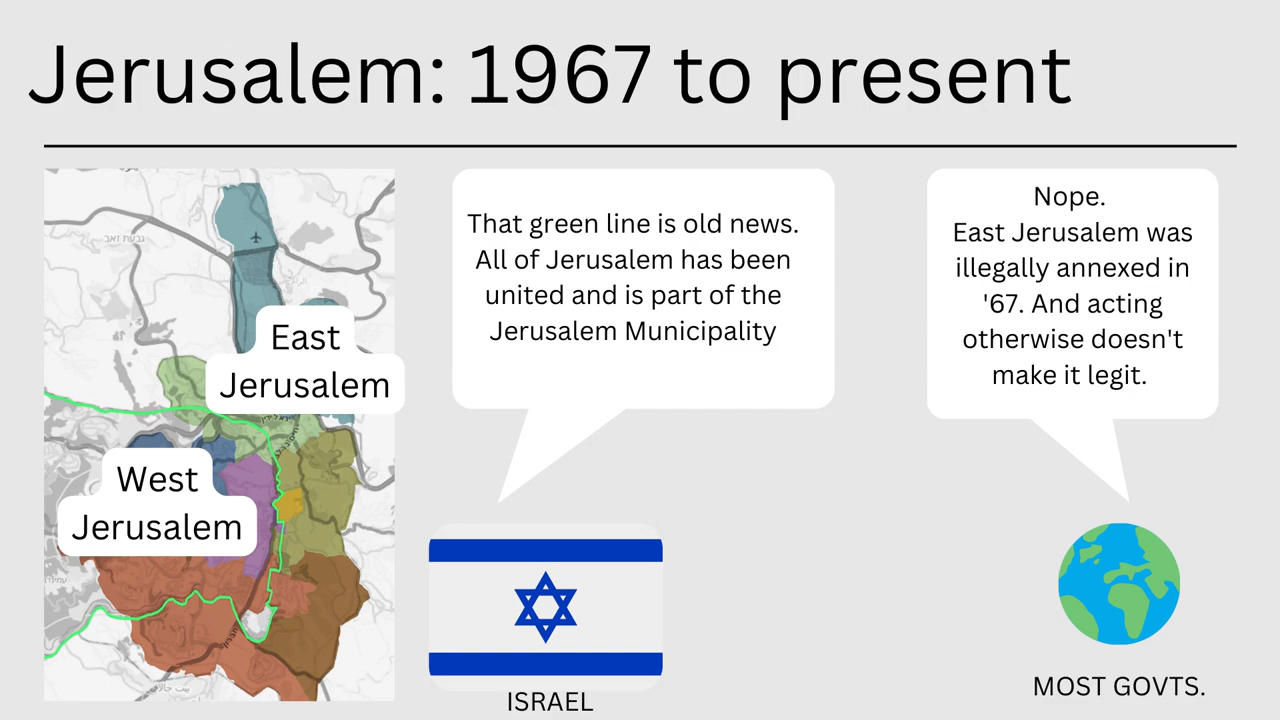 Jerusalem: 1967 to present
גבעת זאב
East
Jerusalem
West
Jerusalem
That green line is old news.
All of Jerusalem has been
united and is part of the
Jerusalem Municipality
ISRAEL
Nope.
East Jerusalem was
illegally annexed in
'67. And acting
otherwise doesn't
make it legit.
MOST GOVTS.